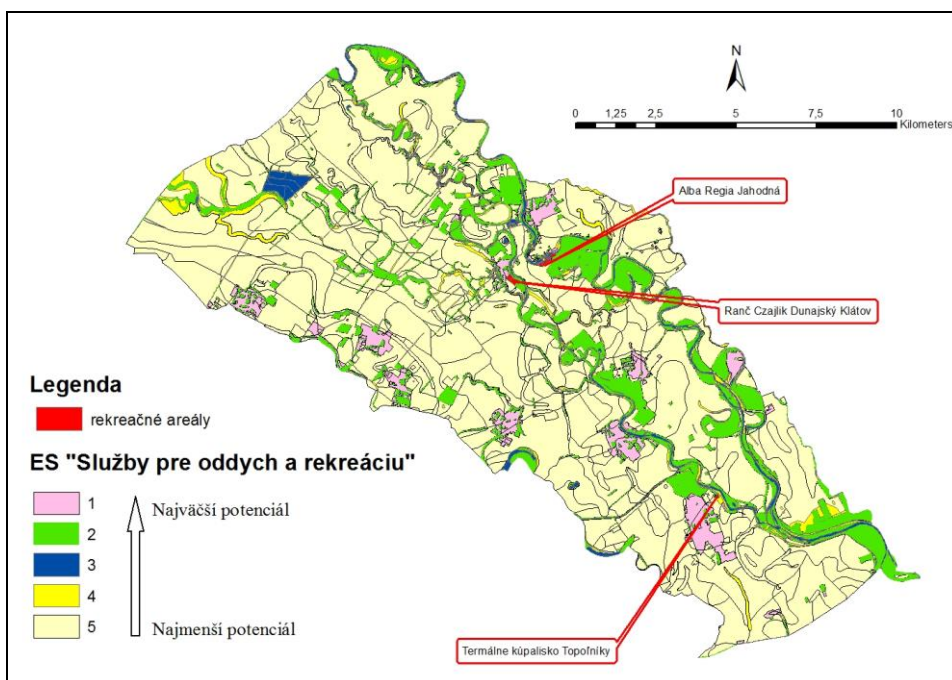 N
0 1,25 2,5 5 7,5 10
Kilometers
Alba Regia Jahodná
Ranč Czajlik Dunajský Klátov
Legenda
rekreačné areály
ES "Služby pre oddych a rekreáciu"
1 Najväčší potenciál
2
3
4
5 Najmenší potenciál
Termálne kúpalisko Topoľníky